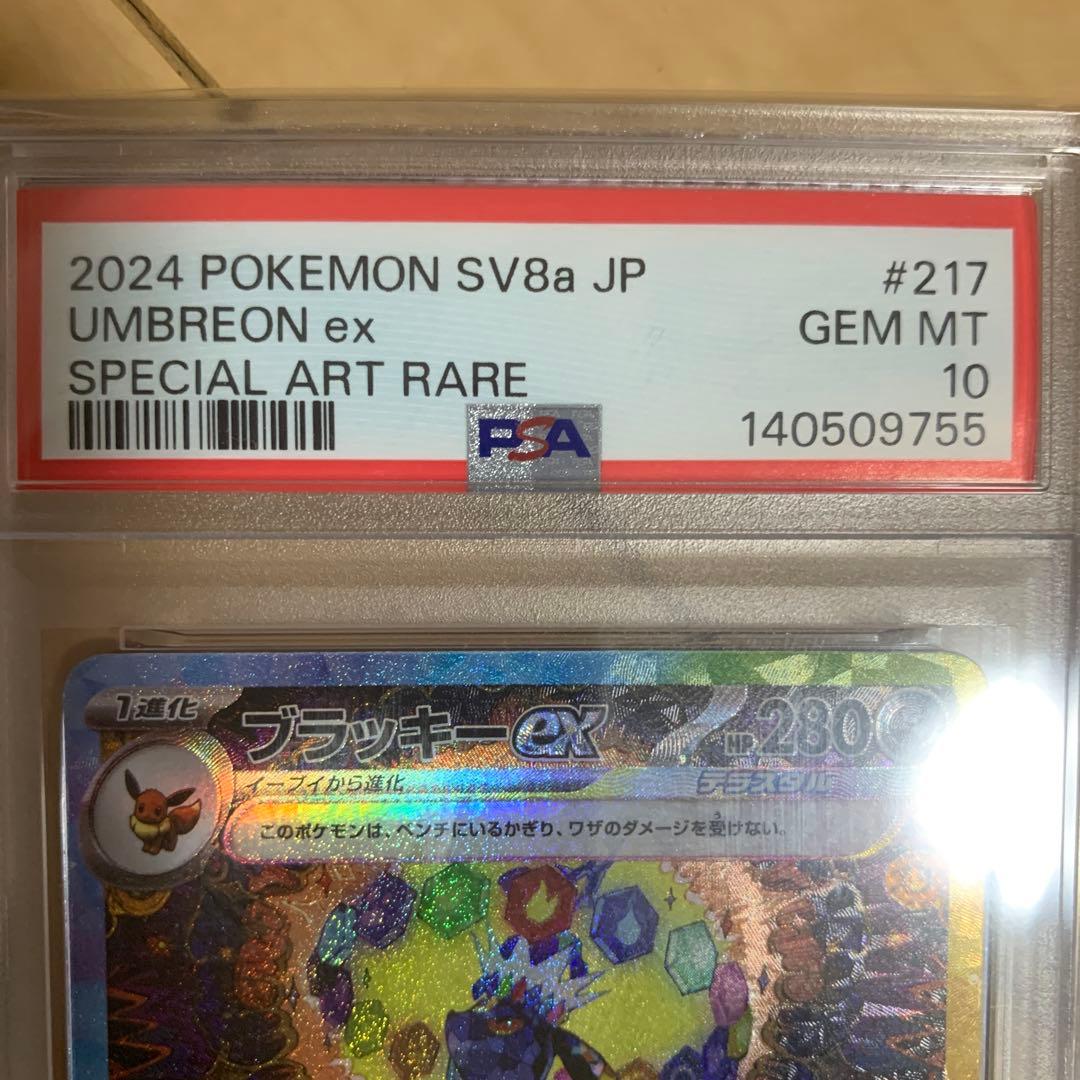 2024 POKEMON SV8a JP #217
UMBREON ex GEM MT
SPECIAL ART RARE 10
PSA 140509755
1進化 ブラッキーex HP280
イーブイから進化 テラスタル
このポケモンは、ベンチにいるかぎり、ワザのダメージを受けない。